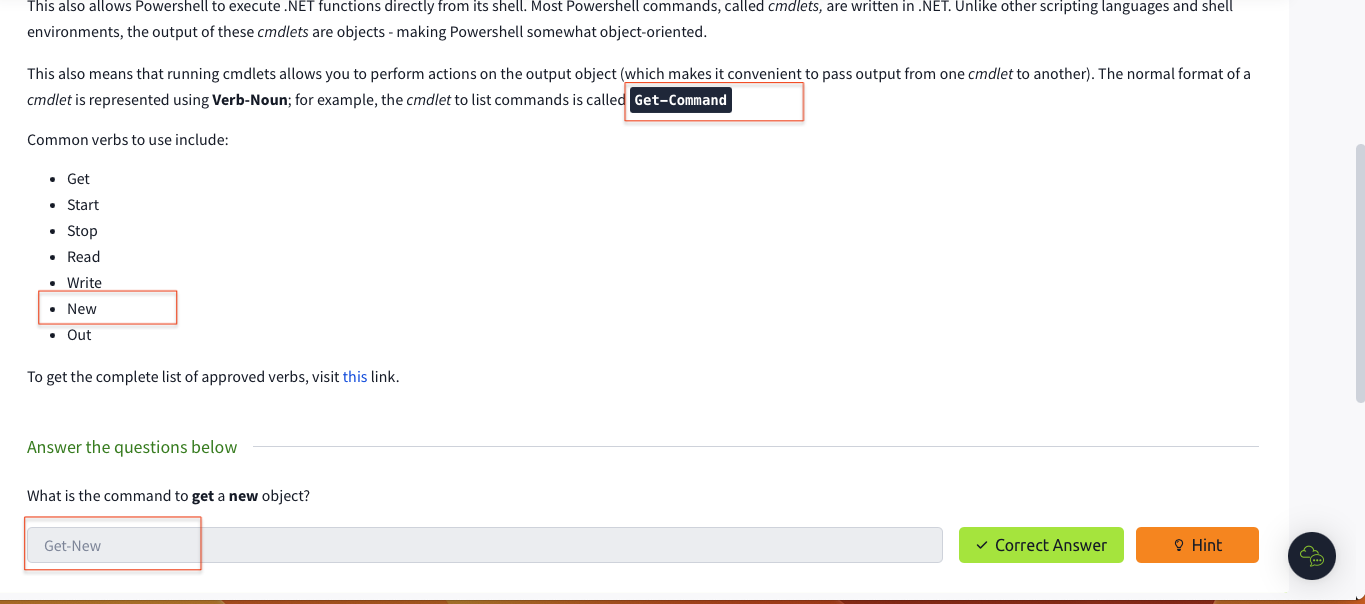 This also allows Powershell to execute .NET functions directly from its shell. Most Powershell commands, called cmdlets, are written in .NET. Unlike other scripting languages and shell
environments, the output of these cmdlets are objects - making Powershell somewhat object-oriented.
This also means that running cmdlets allows you to perform actions on the output object (which makes it convenient to pass output from one cmdlet to another). The normal format of a
cmdlet is represented using Verb-Noun; for example, the cmdlet to list commands is called Get-Command
Common verbs to use include:
Get
Start
Stop
Read
Write
New
Out
To get the complete list of approved verbs, visit this link.
Answer the questions below
What is the command to get a new object?
Get-New
Correct Answer
Hint